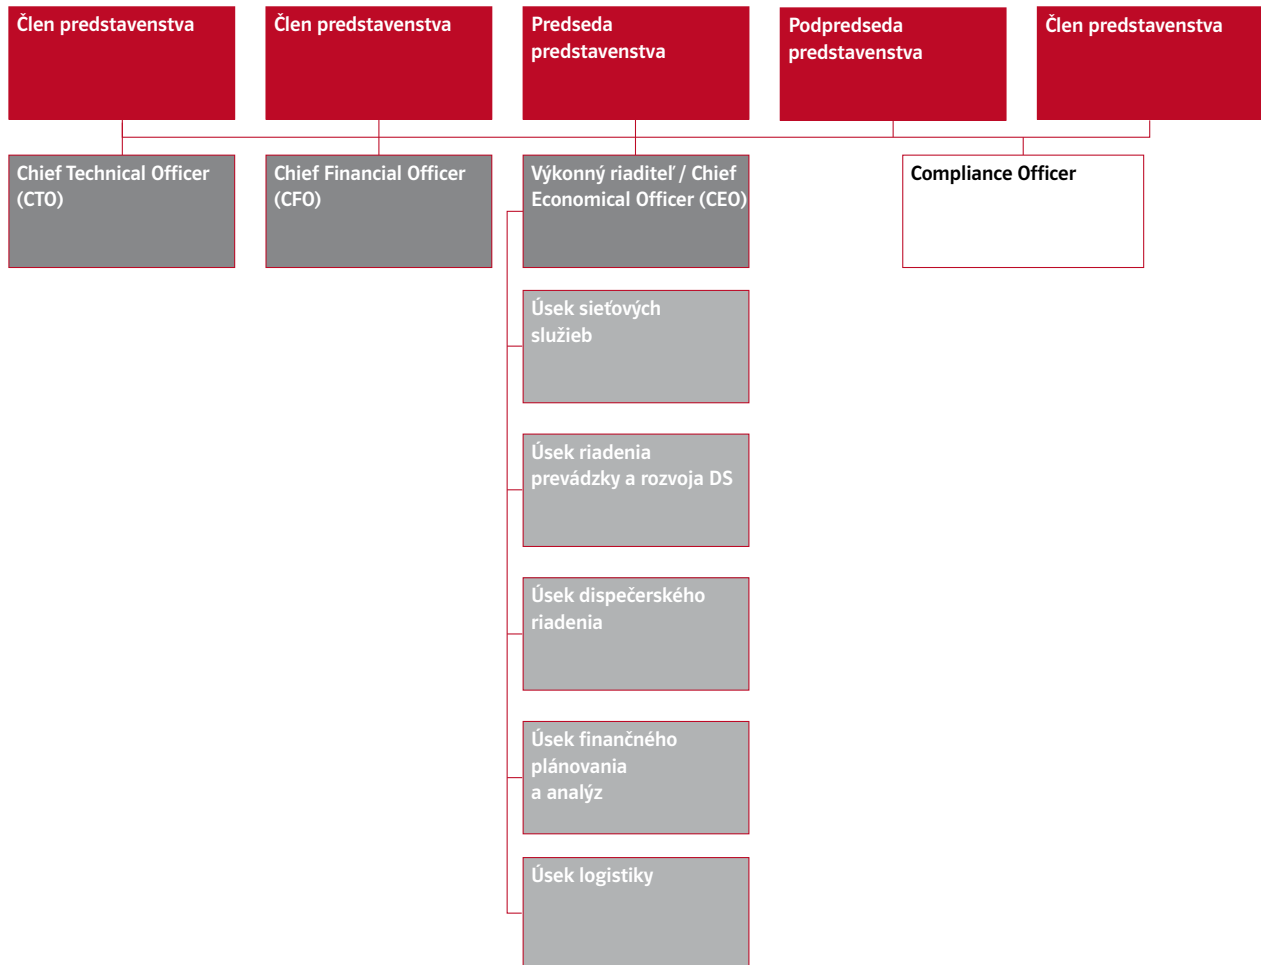 Člen predstavenstva
Člen predstavenstva
Predseda
predstavenstva
Podpredseda
predstavenstva
Člen predstavenstva
Chief Technical Officer
(CTO)
Chief Financial Officer
(CFO)
Výkonný riaditeľ / Chief
Economical Officer (CEO)
Compliance Officer
Úsek sieťových
služieb
Úsek riadenia
prevádzky a rozvoja DS
Úsek dispečerského
riadenia
Úsek finančného
plánovania
a analýz
Úsek logistiky